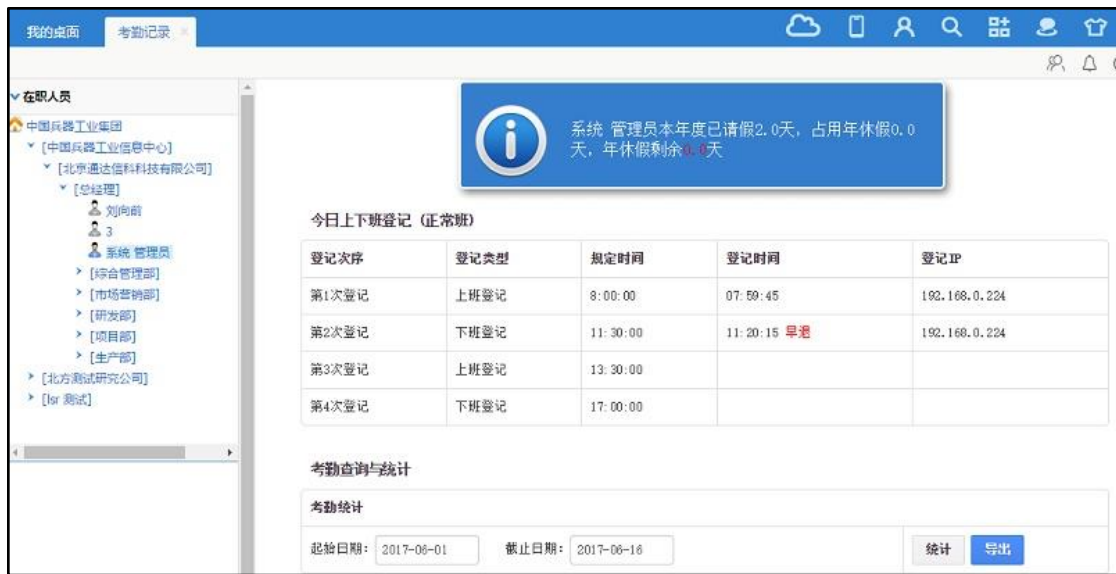 我的桌面
考勤记录
在职人员
中国兵器工业集团
[中国兵器工业信息中心]
[北京通达信科科技有限公司]
[总经理]
刘向前
3
系统 管理员
[综合管理部]
[市场营销部]
[研发部]
[项目部]
[生产部]
[北方测试研究公司]
[lsr 测试]
系统 管理员本年度已请假2.0天，占用年休假0.0
天，年休假剩余0.0天
今日上下班登记（正常班）
登记次序 登记类型 规定时间 登记时间 登记IP
第1次登记 上班登记 8:00:00 07:59:45 192.168.0.224
第2次登记 下班登记 11:30:00 11:20:15 早退 192.168.0.224
第3次登记 上班登记 13:30:00
第4次登记 下班登记 17:00:00
考勤查询与统计
考勤统计
起始日期： 2017-06-01 截止日期： 2017-06-16 统计 导出